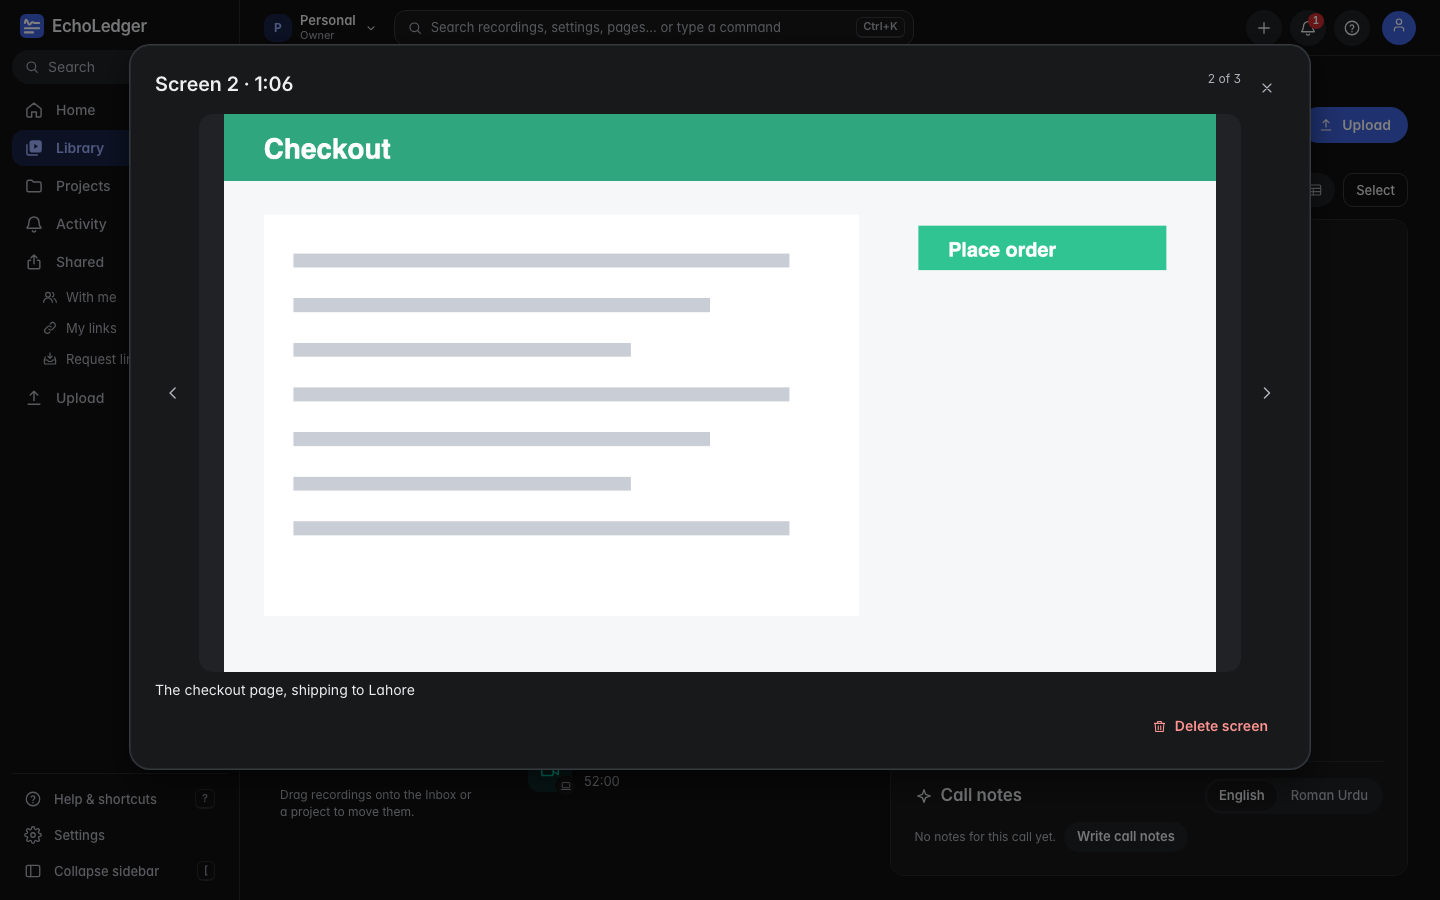 EchoLedger
Personal
Owner
Search recordings, settings, pages... or type a command
Ctrl+K
1
P
Search
Home
Library
Projects
Activity
Shared
With me
My links
Request
Upload
Screen 2 · 1:06
2 of 3
Checkout
Place order
The checkout page, shipping to Lahore
Delete screen
Upload
Select
52:00
Drag recordings onto the Inbox or
a project to move them.
Call notes
English
Roman Urdu
No notes for this call yet.
Write call notes
Help & shortcuts
?
Settings
Collapse sidebar
[